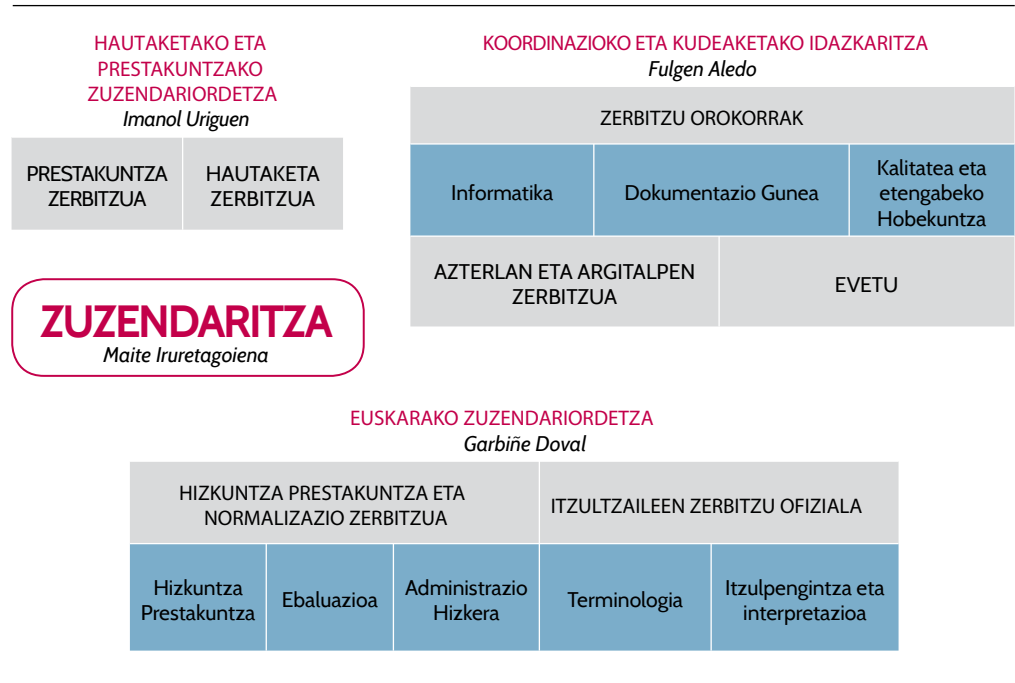 HAUTAKETAKO ETA
PRESTAKUNTZAKO
ZUZENDARIORDETZA
Imanol Uriguen
PRESTAKUNTZA
ZERBITZUA
HAUTAKETA
ZERBITZUA
KOORDINAZIOKO ETA KUDEAKETAKO IDAZKARITZA
Fulgen Aledo
ZERBITZU OROKORRAK
Informatika
Dokumentazio Gunea
Kalitatea eta
etengabeko
Hobekuntza
AZTERLAN ETA ARGITALPEN
ZERBITZUA
EVETU
ZUZENDARITZA
Maite Iruretagoiena
EUSKARAKO ZUZENDARIORDETZA
Garbiñe Doval
HIZKUNTZA PRESTAKUNTZA ETA
NORMALIZAZIO ZERBITZUA
ITZULTZAILEEN ZERBITZU OFIZIALA
Hizkuntza
Prestakuntza
Ebaluazioa
Administrazio
Hizkera
Terminologia
Itzulpengintza eta
interpretazioa